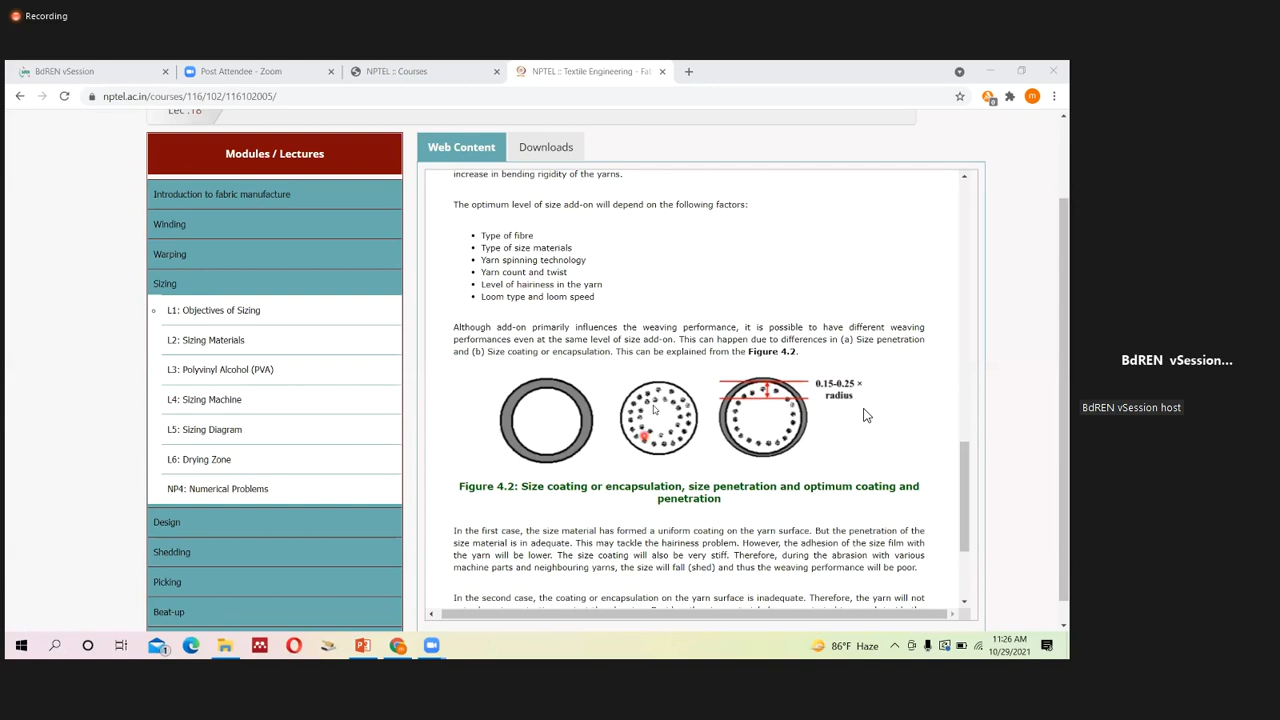 Recording
BdREN vSession
Post Attendee - Zoom
NPTEL :: Courses
NPTEL :: Textile Engineering - Fab
nptel.ac.in/courses/116/102/116102005/
m
Lec :18
Modules / Lectures
Introduction to fabric manufacture
Winding
Warping
Sizing
L1: Objectives of Sizing
L2: Sizing Materials
L3: Polyvinyl Alcohol (PVA)
L4: Sizing Machine
L5: Sizing Diagram
L6: Drying Zone
NP4: Numerical Problems
Design
Shedding
Picking
Beat-up
Web Content
Downloads
increase in bending rigidity of the yarns.
The optimum level of size add-on will depend on the following factors:
• Type of fibre
• Type of size materials
• Yarn spinning technology
• Yarn count and twist
• Level of hairiness in the yarn
• Loom type and loom speed
Although add-on primarily influences the weaving performance, it is possible to have different weaving
performances even at the same level of size add-on. This can happen due to differences in (a) Size penetration
and (b) Size coating or encapsulation. This can be explained from the Figure 4.2.
0.15-0.25 ×
radius
Figure 4.2: Size coating or encapsulation, size penetration and optimum coating and
penetration
In the first case, the size material has formed a uniform coating on the yarn surface. But the penetration of the
size material is in adequate. This may tackle the hairiness problem. However, the adhesion of the size film with
the yarn will be lower. The size coating will also be very stiff. Therefore, during the abrasion with various
machine parts and neighbouring yarns, the size will fall (shed) and thus the weaving performance will be poor.
In the second case, the coating or encapsulation on the yarn surface is inadequate. Therefore, the yarn will not
BdREN vSession...
BdREN vSession host
86°F Haze
11:26 AM
10/29/2021